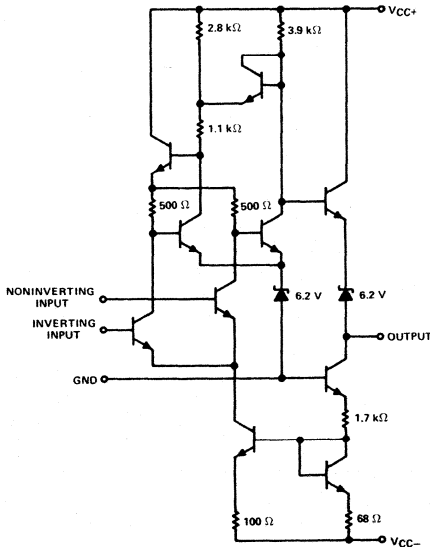 VCC+
2.8 kΩ
3.9 kΩ
1.1 kΩ
500 Ω
500 Ω
NONINVERTING
INPUT
6.2 V
6.2 V
INVERTING
INPUT
OUTPUT
GND
1.7 kΩ
100 Ω
68 Ω
VCC–